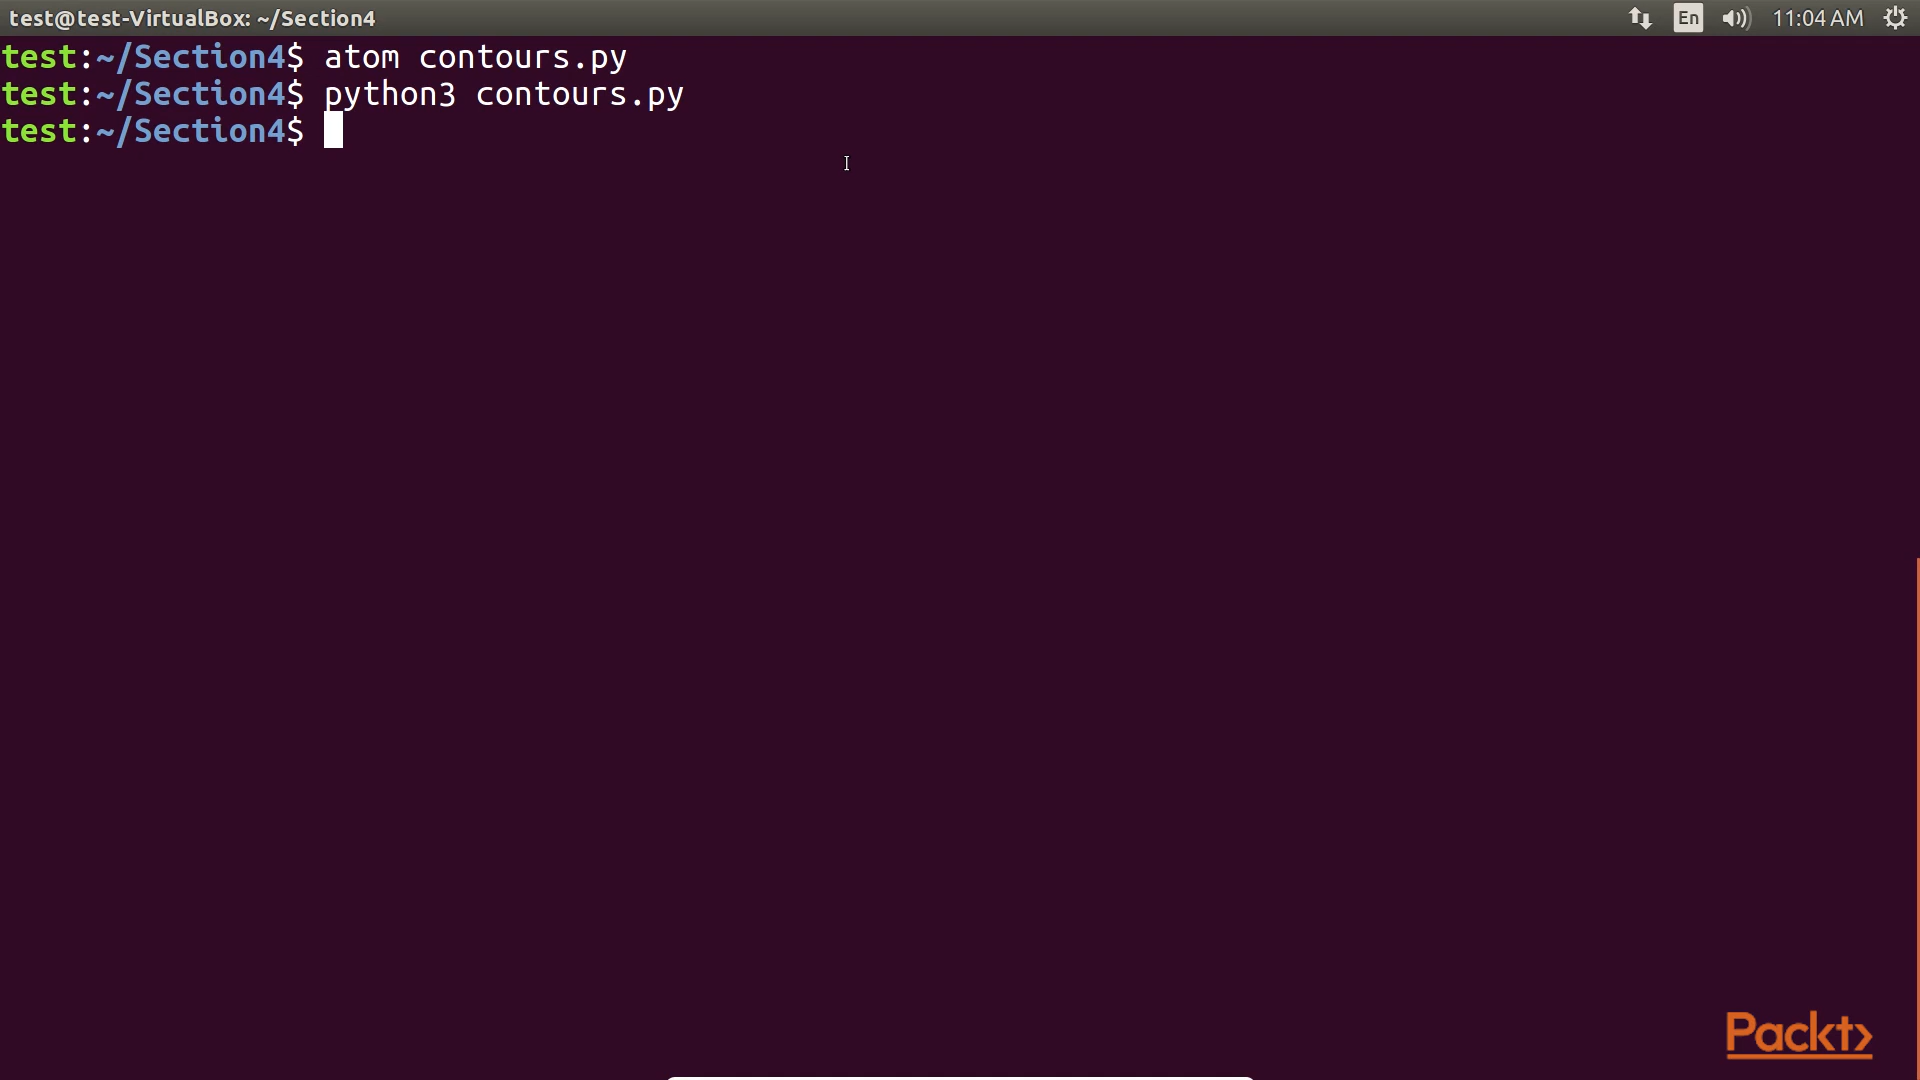 test@test-VirtualBox: ~/Section4
En
11:04 AM
test:~/Section4$ atom contours.py
test:~/Section4$ python3 contours.py
test:~/Section4$
Packt>